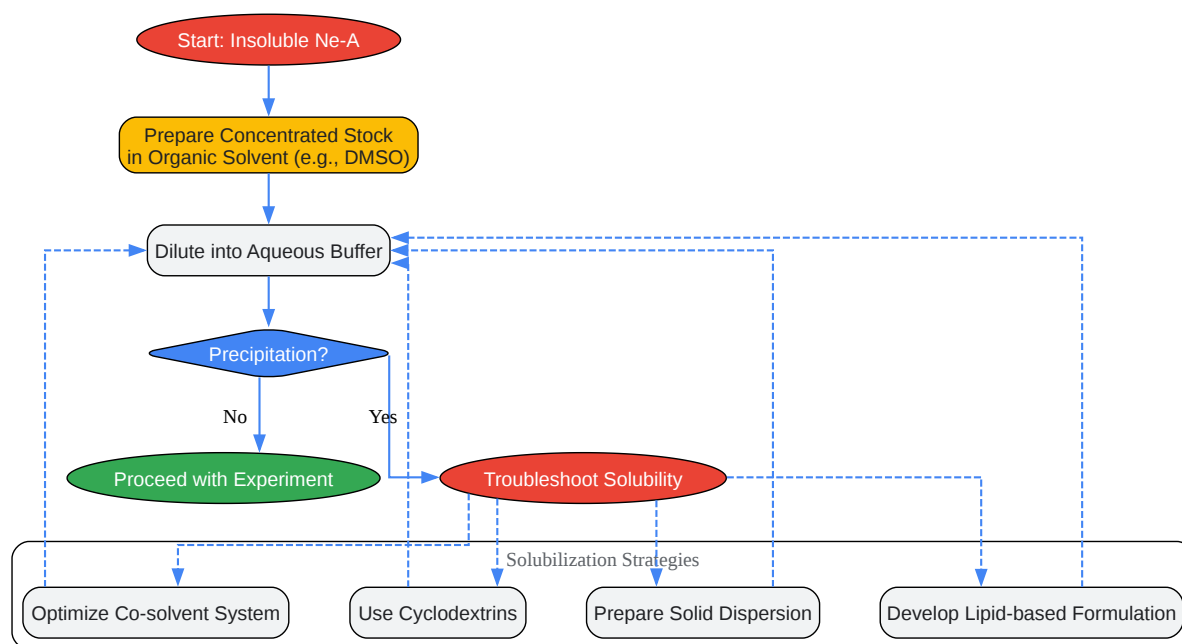 Start: Insoluble Ne-A
Prepare Concentrated Stock
in Organic Solvent (e.g., DMSO)
Dilute into Aqueous Buffer
Precipitation?
No
Yes
Proceed with Experiment
Troubleshoot Solubility
Solubilization Strategies
Optimize Co-solvent System
Use Cyclodextrins
Prepare Solid Dispersion
Develop Lipid-based Formulation